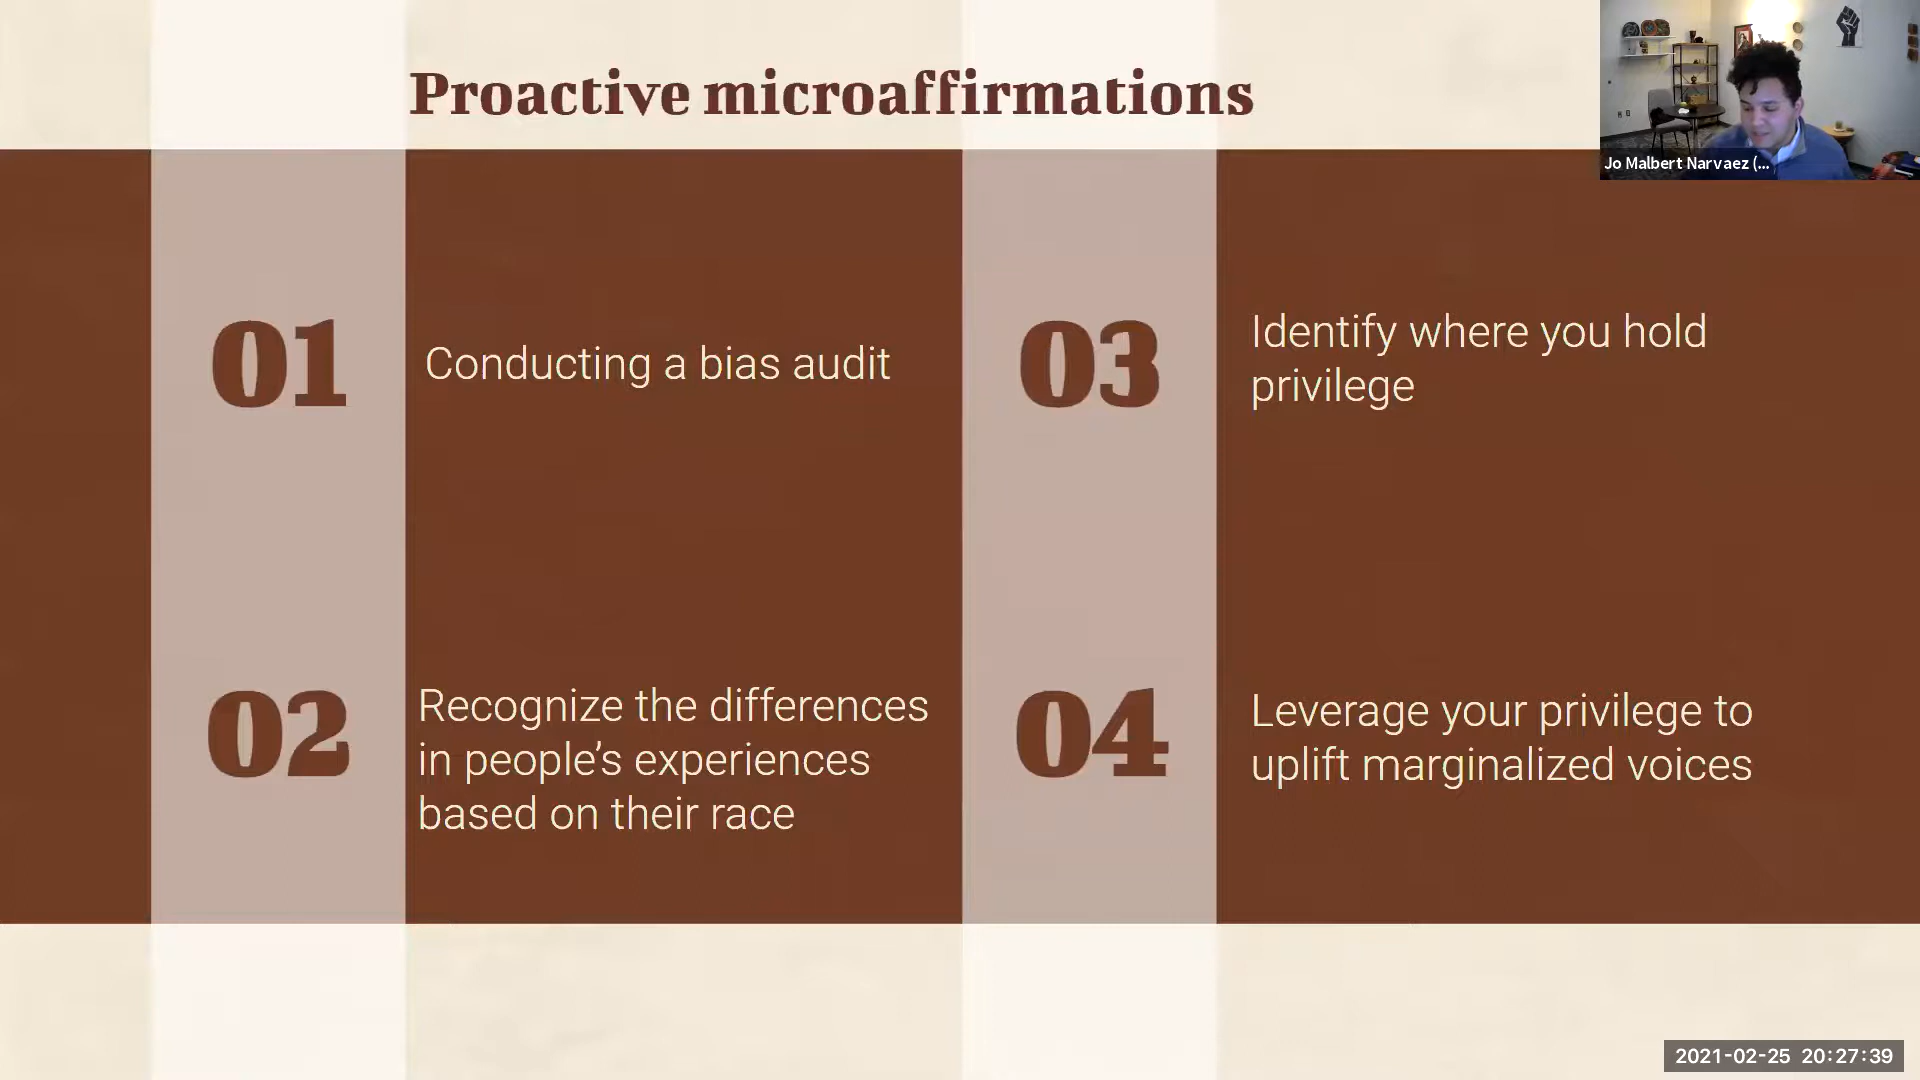 Proactive microaffirmations
Jo Malbert Narvaez (...
01
Conducting a bias audit
02
Recognize the differences
in people’s experiences
based on their race
03
Identify where you hold
privilege
04
Leverage your privilege to
uplift marginalized voices
2021-02-25 20:27:39